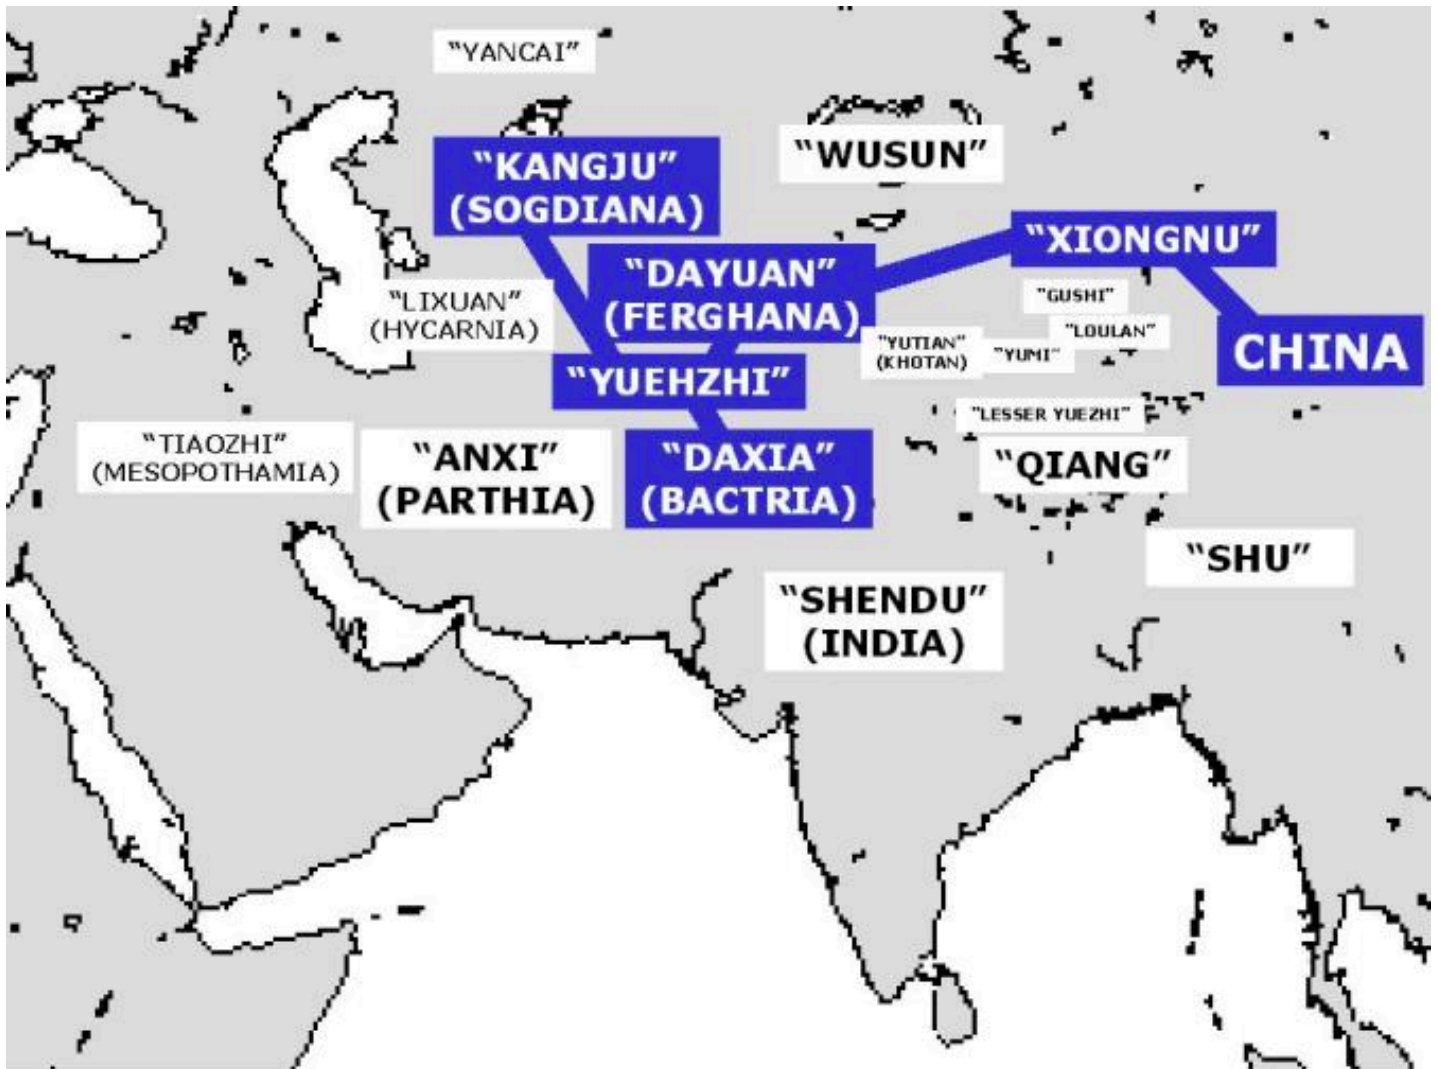 “YANCAI”
“WUSUN”
“KANGJU”
(SOGDIANA)
“XIONGNU”
“DAYUAN”
(FERGHANA)
“GUSHI”
“LIXUAN”
(HYCARNIA)
“LOULAN”
“YUTIAN”
(KHOTAN)
“YUMI”
CHINA
“YUEHZHI”
“LESSER YUEZHI”
“TIAOZHI”
(MESOPOTHAMIA)
“ANXI”
(PARTHIA)
“DAXIA”
(BACTRIA)
“QIANG”
“SHU”
“SHENDU”
(INDIA)